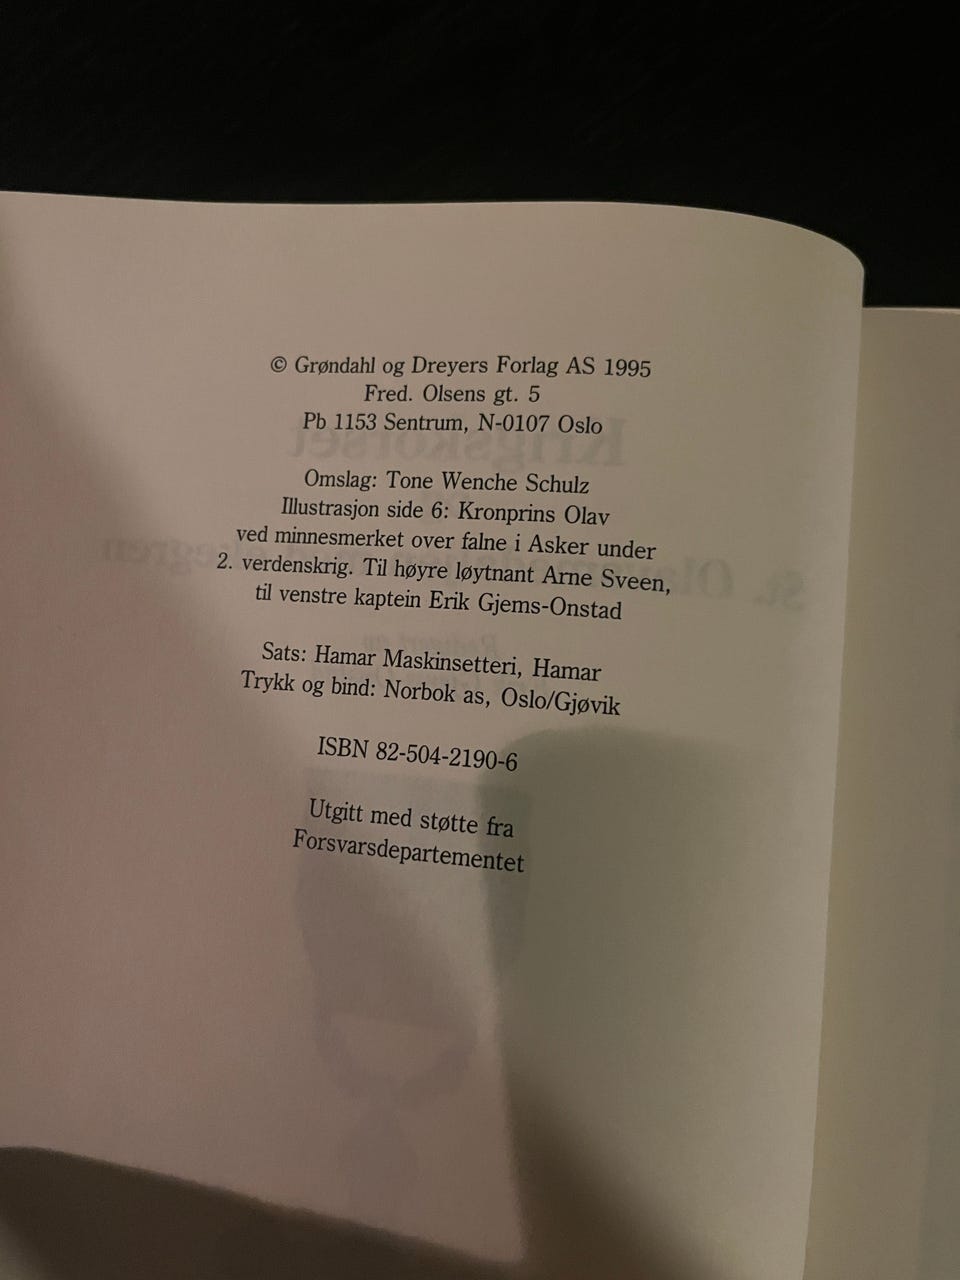 © Grøndahl og Dreyers Forlag AS 1995
Fred. Olsens gt. 5
Pb 1153 Sentrum, N-0107 Oslo
Omslag: Tone Wenche Schulz
Illustrasjon side 6: Kronprins Olav
ved minnesmerket over falne i Asker under
2. verdenskrig. Til høyre løytnant Arne Sveen,
til venstre kaptein Erik Gjems-Onstad
Sats: Hamar Maskinsetteri, Hamar
Trykk og bind: Norbok as, Oslo/Gjøvik
ISBN 82-504-2190-6
Utgitt med støtte fra
Forsvarsdepartementet